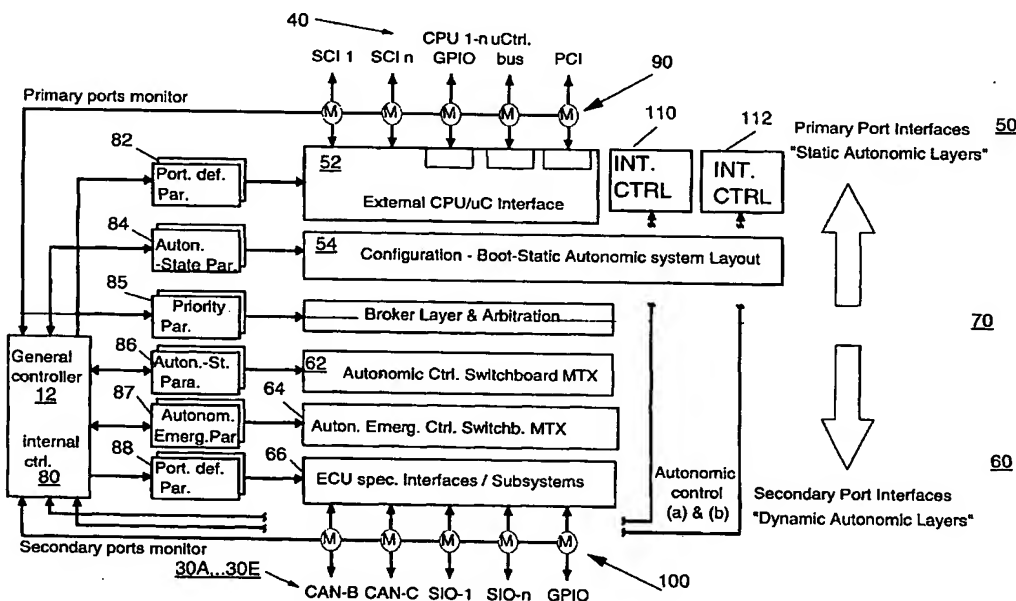 40
CPU 1-n uCtrl.
SCI 1 SCI n GPIO bus PCI
90
Primary ports monitor
M M M M M
110
112
50
Primary Port Interfaces
"Static Autonomic Layers"
82
Port. def.
Par.
52
External CPU/uC Interface
INT.
CTRL
INT.
CTRL
84
Auton.
-State Par.
54
Configuration - Boot-Static Autonomic system Layout
85
Priority
Par.
Broker Layer & Arbitration
70
General
controller
12
internal
ctrl.
80
86
Auton.-St.
Para.
62
Autonomic Ctrl. Switchboard MTX
87
Autonom.
Emerg.Par
64
Auton. Emerg. Ctrl. Switchb. MTX
88
Port. def.
Par.
66
ECU spec. Interfaces / Subsystems
Autonomic
control
(a) & (b)
60
Secondary Port Interfaces
"Dynamic Autonomic Layers"
Secondary ports monitor
M M M M M
30A,..30E
CAN-B CAN-C SIO-1 SIO-n GPIO
100